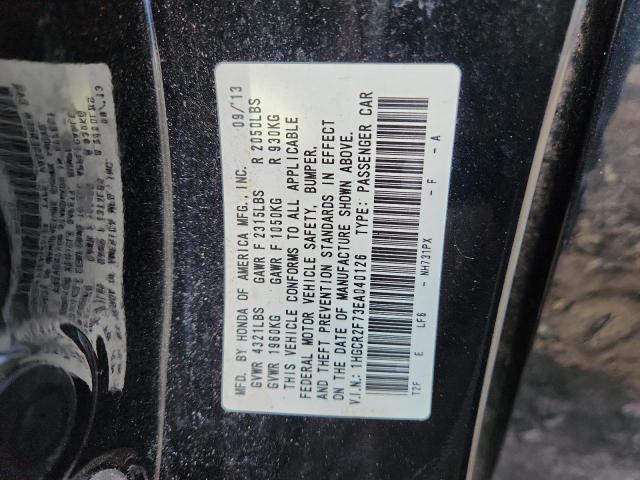 MFD. BY HONDA OF AMERICA MFG., INC. 09/13
GVWR 4321LBS GAWR F 2315LBS R 2050LBS
GVWR 1960KG GAWR F 1050KG R 930KG
THIS VEHICLE CONFORMS TO ALL APPLICABLE
FEDERAL MOTOR VEHICLE SAFETY, BUMPER,
AND THEFT PREVENTION STANDARDS IN EFFECT
ON THE DATE OF MANUFACTURE SHOWN ABOVE.
V.I.N.: 1HGCR2F73EA040126 TYPE: PASSENGER CAR
T2F E LF6 - NH731PX - F - A